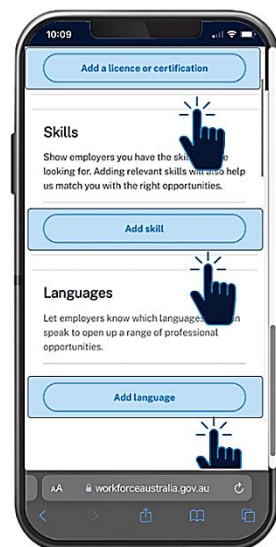 10:09
Add a licence or certification
Skills
Show employers you have the looking for. Adding relevant skills will also help
us match you with the right opportunities.
Add skill
Languages
Let employers know which languages
speak to open up a range of professional
opportunities.
Add language
AA workforceaustralia.gov.au